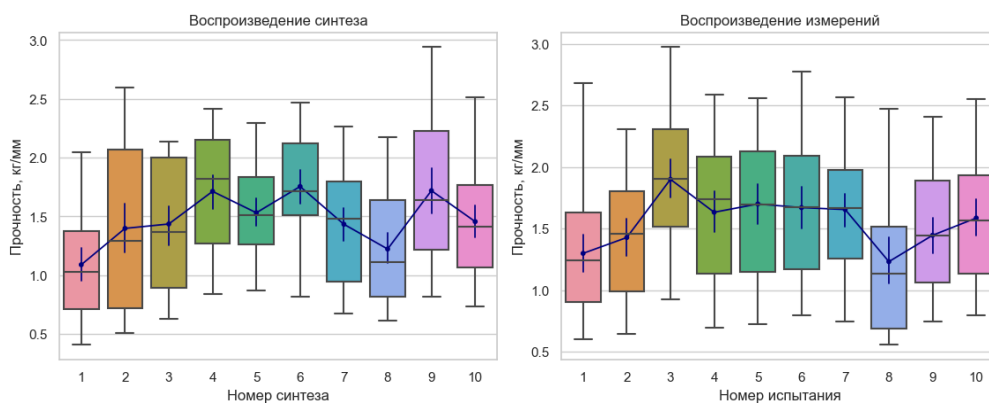 Воспроизведение синтеза
Прочность, кг/мм
3.0
2.5
2.0
1.5
1.0
0.5
1 2 3 4 5 6 7 8 9 10
Номер синтеза
Воспроизведение измерений
Прочность, кг/мм
3.0
2.5
2.0
1.5
1.0
0.5
1 2 3 4 5 6 7 8 9 10
Номер испытания